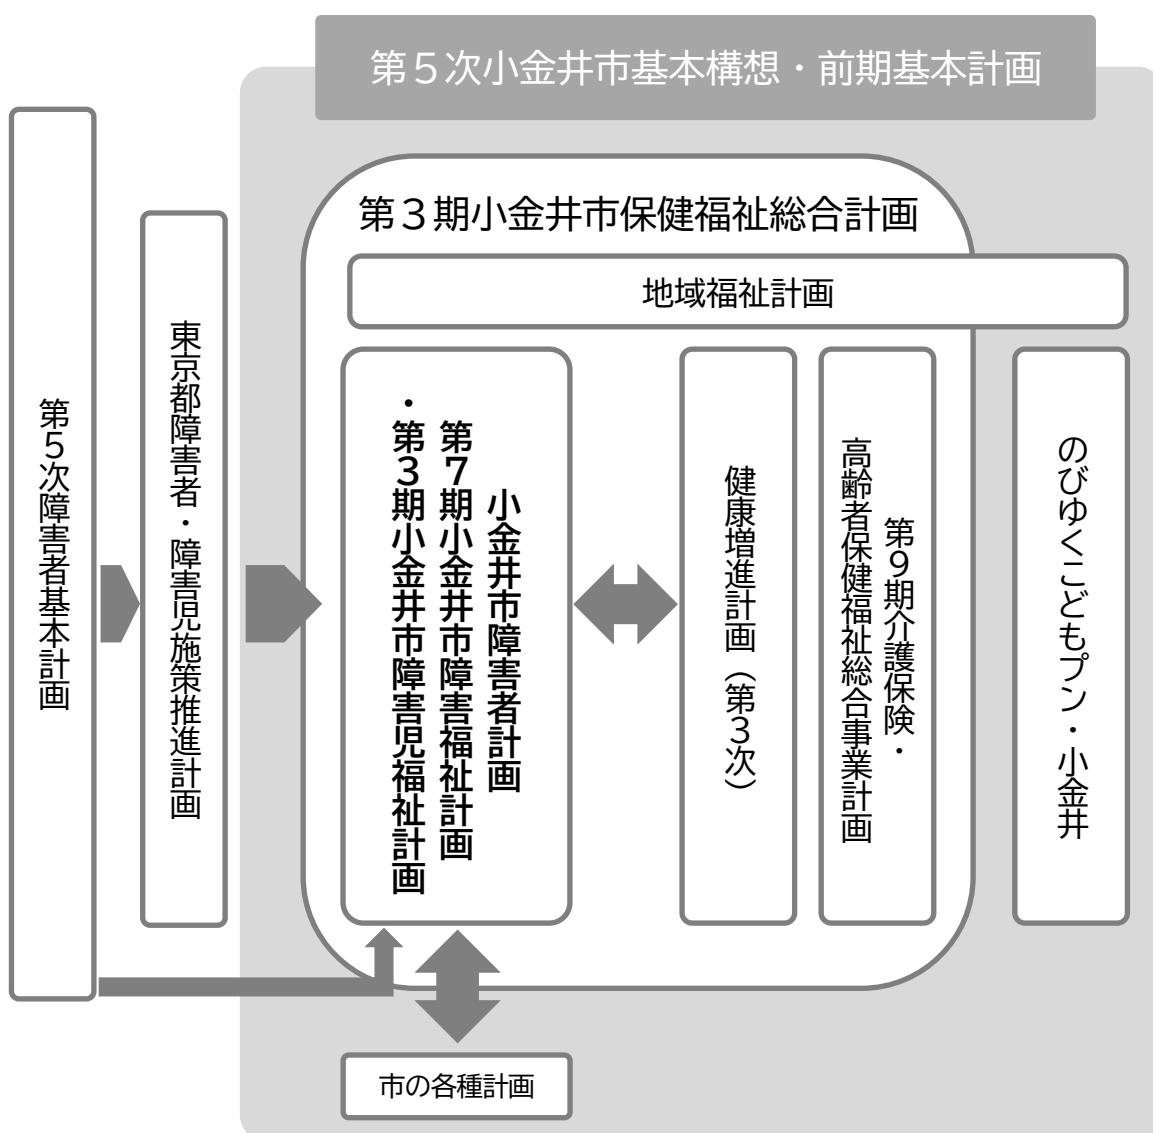 第５次小金井市基本構想・前期基本計画
第３期小金井市保健福祉総合計画
地域福祉計画
第５次障害者基本計画
東京都障害者・障害児施策推進計画
小金井市障害者計画
第７期小金井市障害福祉計画
・第３期小金井市障害児福祉計画
健康増進計画（第３次）
第９期介護保険・
高齢者保健福祉総合事業計画
のびゆくこどもプン・小金井
市の各種計画